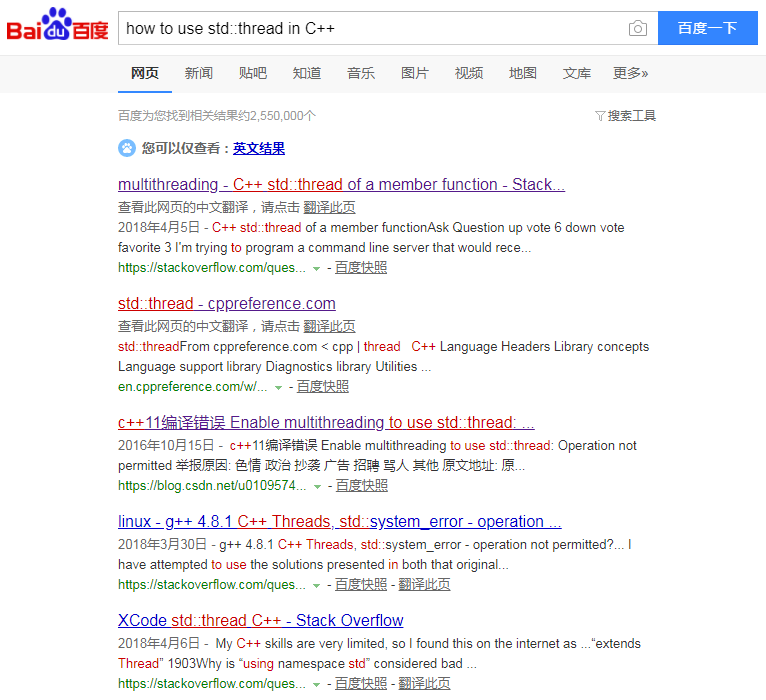 Bai du 百度 how to use std::thread in C++ 百度一下
网页 新闻 贴吧 知道 音乐 图片 视频 地图 文库 更多»
百度为您找到相关结果约2,550,000个 搜索工具
您可以仅查看：英文结果
multithreading - C++ std::thread of a member function - Stack...
查看此网页的中文翻译，请点击 翻译此页
2018年4月5日 - C++ std::thread of a member functionAsk Question up vote 6 down vote
favorite 3 I'm trying to program a command line server that would rece...
https://stackoverflow.com/ques... - 百度快照
std::thread - cppreference.com
查看此网页的中文翻译，请点击 翻译此页
std::threadFrom cppreference.com < cpp | thread C++ Language Headers Library concepts
Language support library Diagnostics library Utilities ...
en.cppreference.com/w/... - 百度快照
c++11编译错误 Enable multithreading to use std::thread: ...
2016年10月15日 - c++11编译错误 Enable multithreading to use std::thread: Operation not
permitted 举报原因: 色情 政治 抄袭 广告 招聘 骂人 其他 原文地址: 原...
https://blog.csdn.net/u0109574... - 百度快照
linux - g++ 4.8.1 C++ Threads, std::system_error - operation ...
2018年3月30日 - g++ 4.8.1 C++ Threads, std::system_error - operation not permitted?... I
have attempted to use the solutions presented in both that original...
https://stackoverflow.com/ques... - 百度快照 - 翻译此页
XCode std::thread C++ - Stack Overflow
2018年4月6日 - My C++ skills are very limited, so I found this on the internet as ...“extends
Thread” 1903Why is “using namespace std” considered bad ...
https://stackoverflow.com/ques... - 百度快照 - 翻译此页